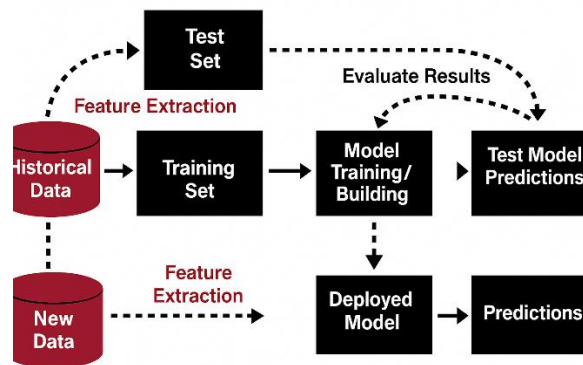 Test
Set
Evaluate Results
Feature Extraction
Historical
Data
Training
Set
Model
Training/
Building
Test Model
Predictions
Feature
Extraction
New
Data
Deployed
Model
Predictions